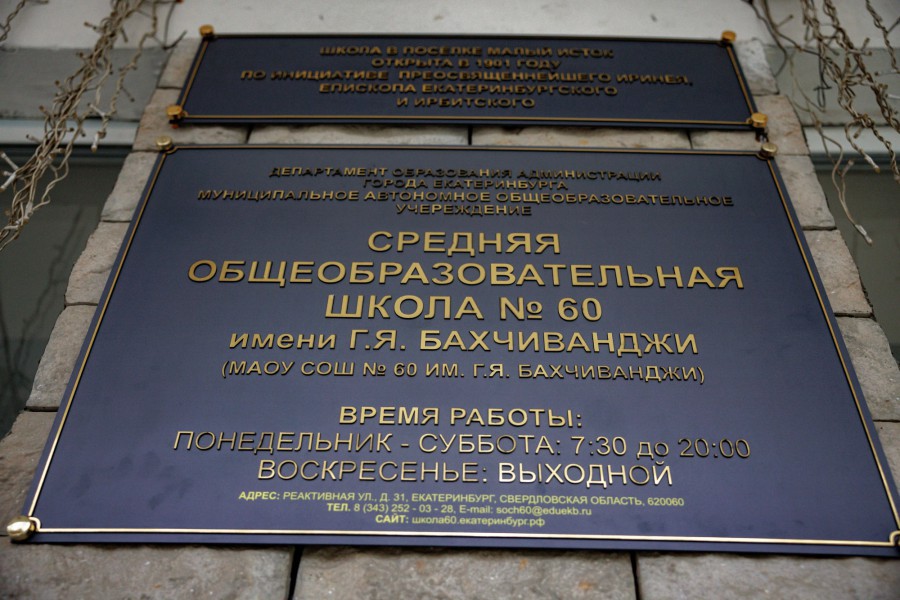 ШКОЛА В ПОСЁЛКЕ МАЛЫЙ ИСТОК
ОТКРЫТА В 1901 ГОДУ
ПО ИНИЦИАТИВЕ ПРЕОСВЯЩЕННЕЙШЕГО ИРИНЕЯ,
ЕПИСКОПА ЕКАТЕРИНБУРГСКОГО
И ИРБИТСКОГО
ДЕПАРТАМЕНТ ОБРАЗОВАНИЯ АДМИНИСТРАЦИИ
ГОРОДА ЕКАТЕРИНБУРГА
МУНИЦИПАЛЬНОЕ АВТОНОМНОЕ ОБЩЕОБРАЗОВАТЕЛЬНОЕ
УЧЕРЕЖДЕНИЕ
СРЕДНЯЯ
ОБЩЕОБРАЗОВАТЕЛЬНАЯ
ШКОЛА № 60
имени Г.Я. БАХЧИВАНДЖИ
(МАОУ СОШ № 60 ИМ. Г.Я. БАХЧИВАНДЖИ)
ВРЕМЯ РАБОТЫ:
ПОНЕДЕЛЬНИК - СУББОТА: 7:30 до 20:00
ВОСКРЕСЕНЬЕ: ВЫХОДНОЙ
АДРЕС: РЕАКТИВНАЯ УЛ., Д. 31, ЕКАТЕРИНБУРГ, СВЕРДЛОВСКАЯ ОБЛАСТЬ, 620060
ТЕЛ. 8 (343) 252 - 03 - 28, E-mail: soch60@eduekb.ru
САЙТ: школа60.екатеринбург.рф